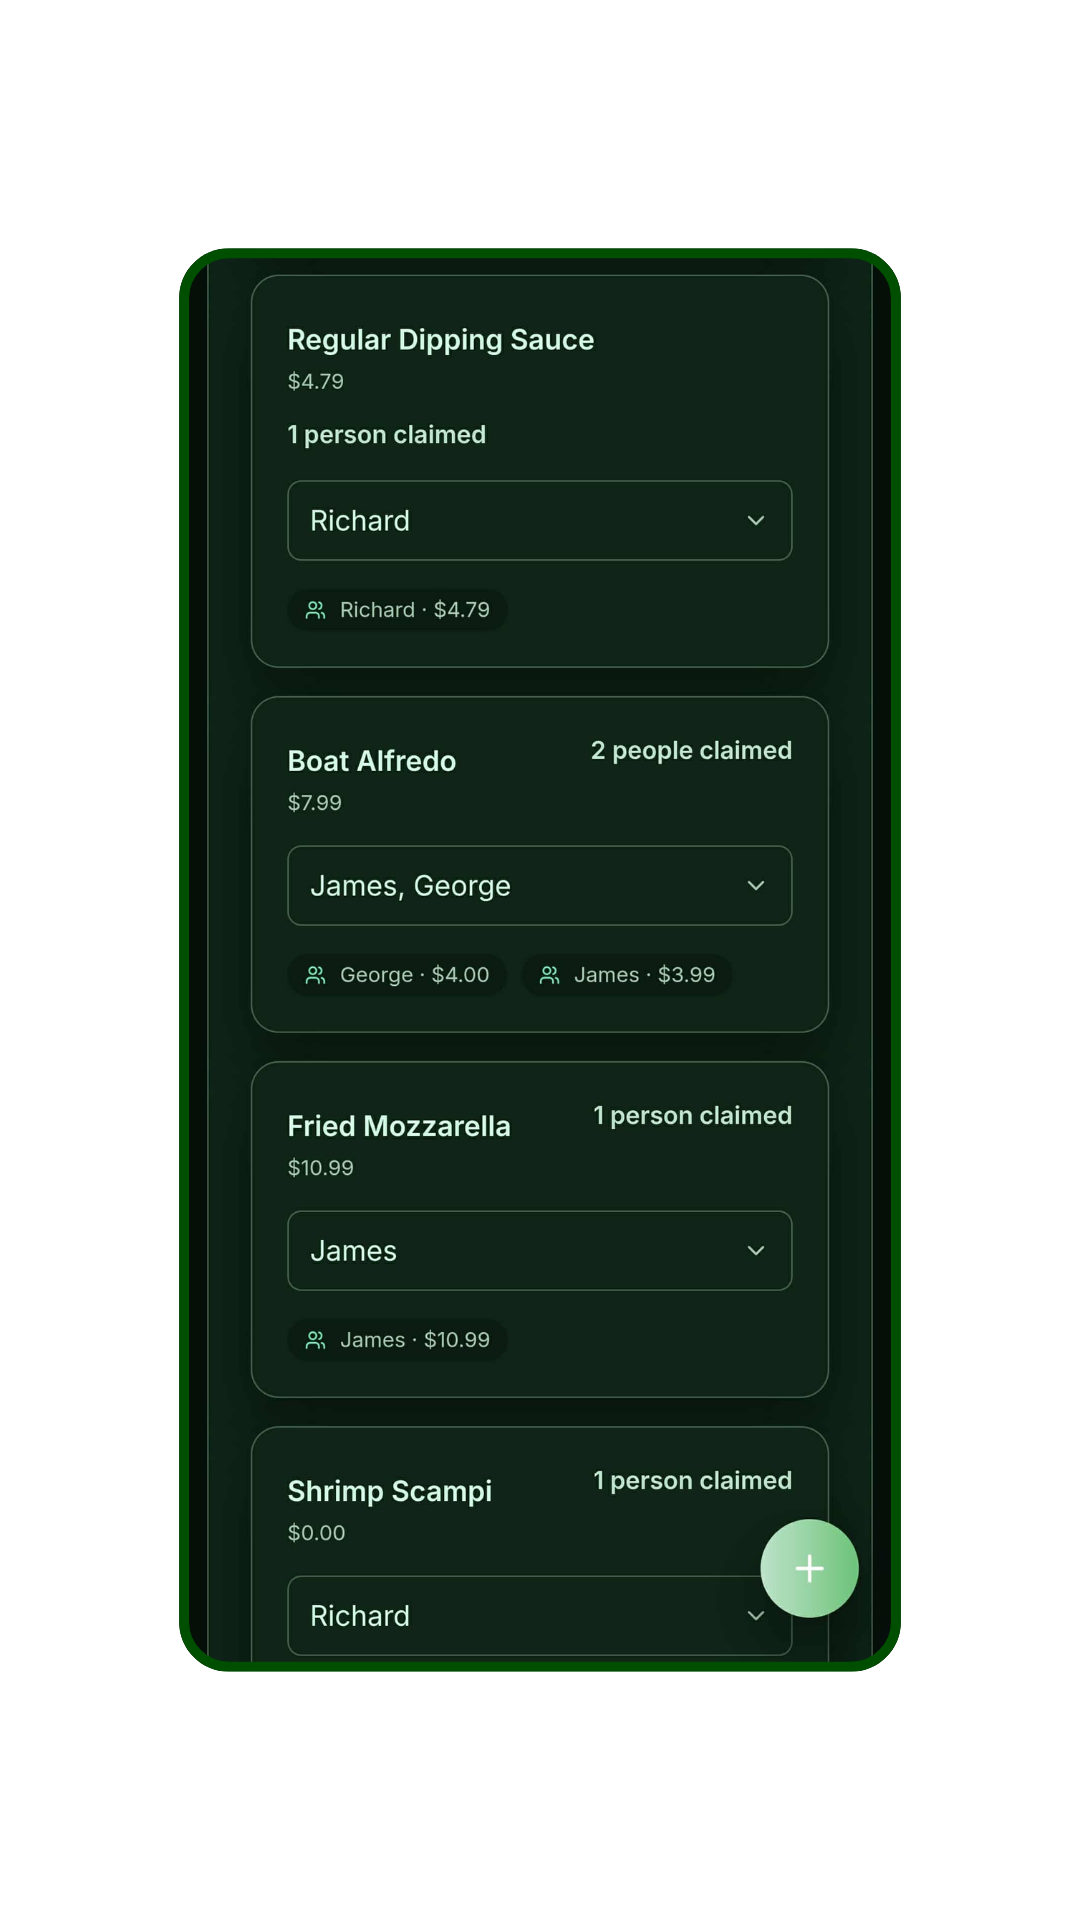 Regular Dipping Sauce
$4.79
1 person claimed
Richard
Richard · $4.79
Boat Alfredo
2 people claimed
$7.99
James, George
George · $4.00
James · $3.99
Fried Mozzarella
1 person claimed
$10.99
James
James · $10.99
Shrimp Scampi
1 person claimed
$0.00
Richard